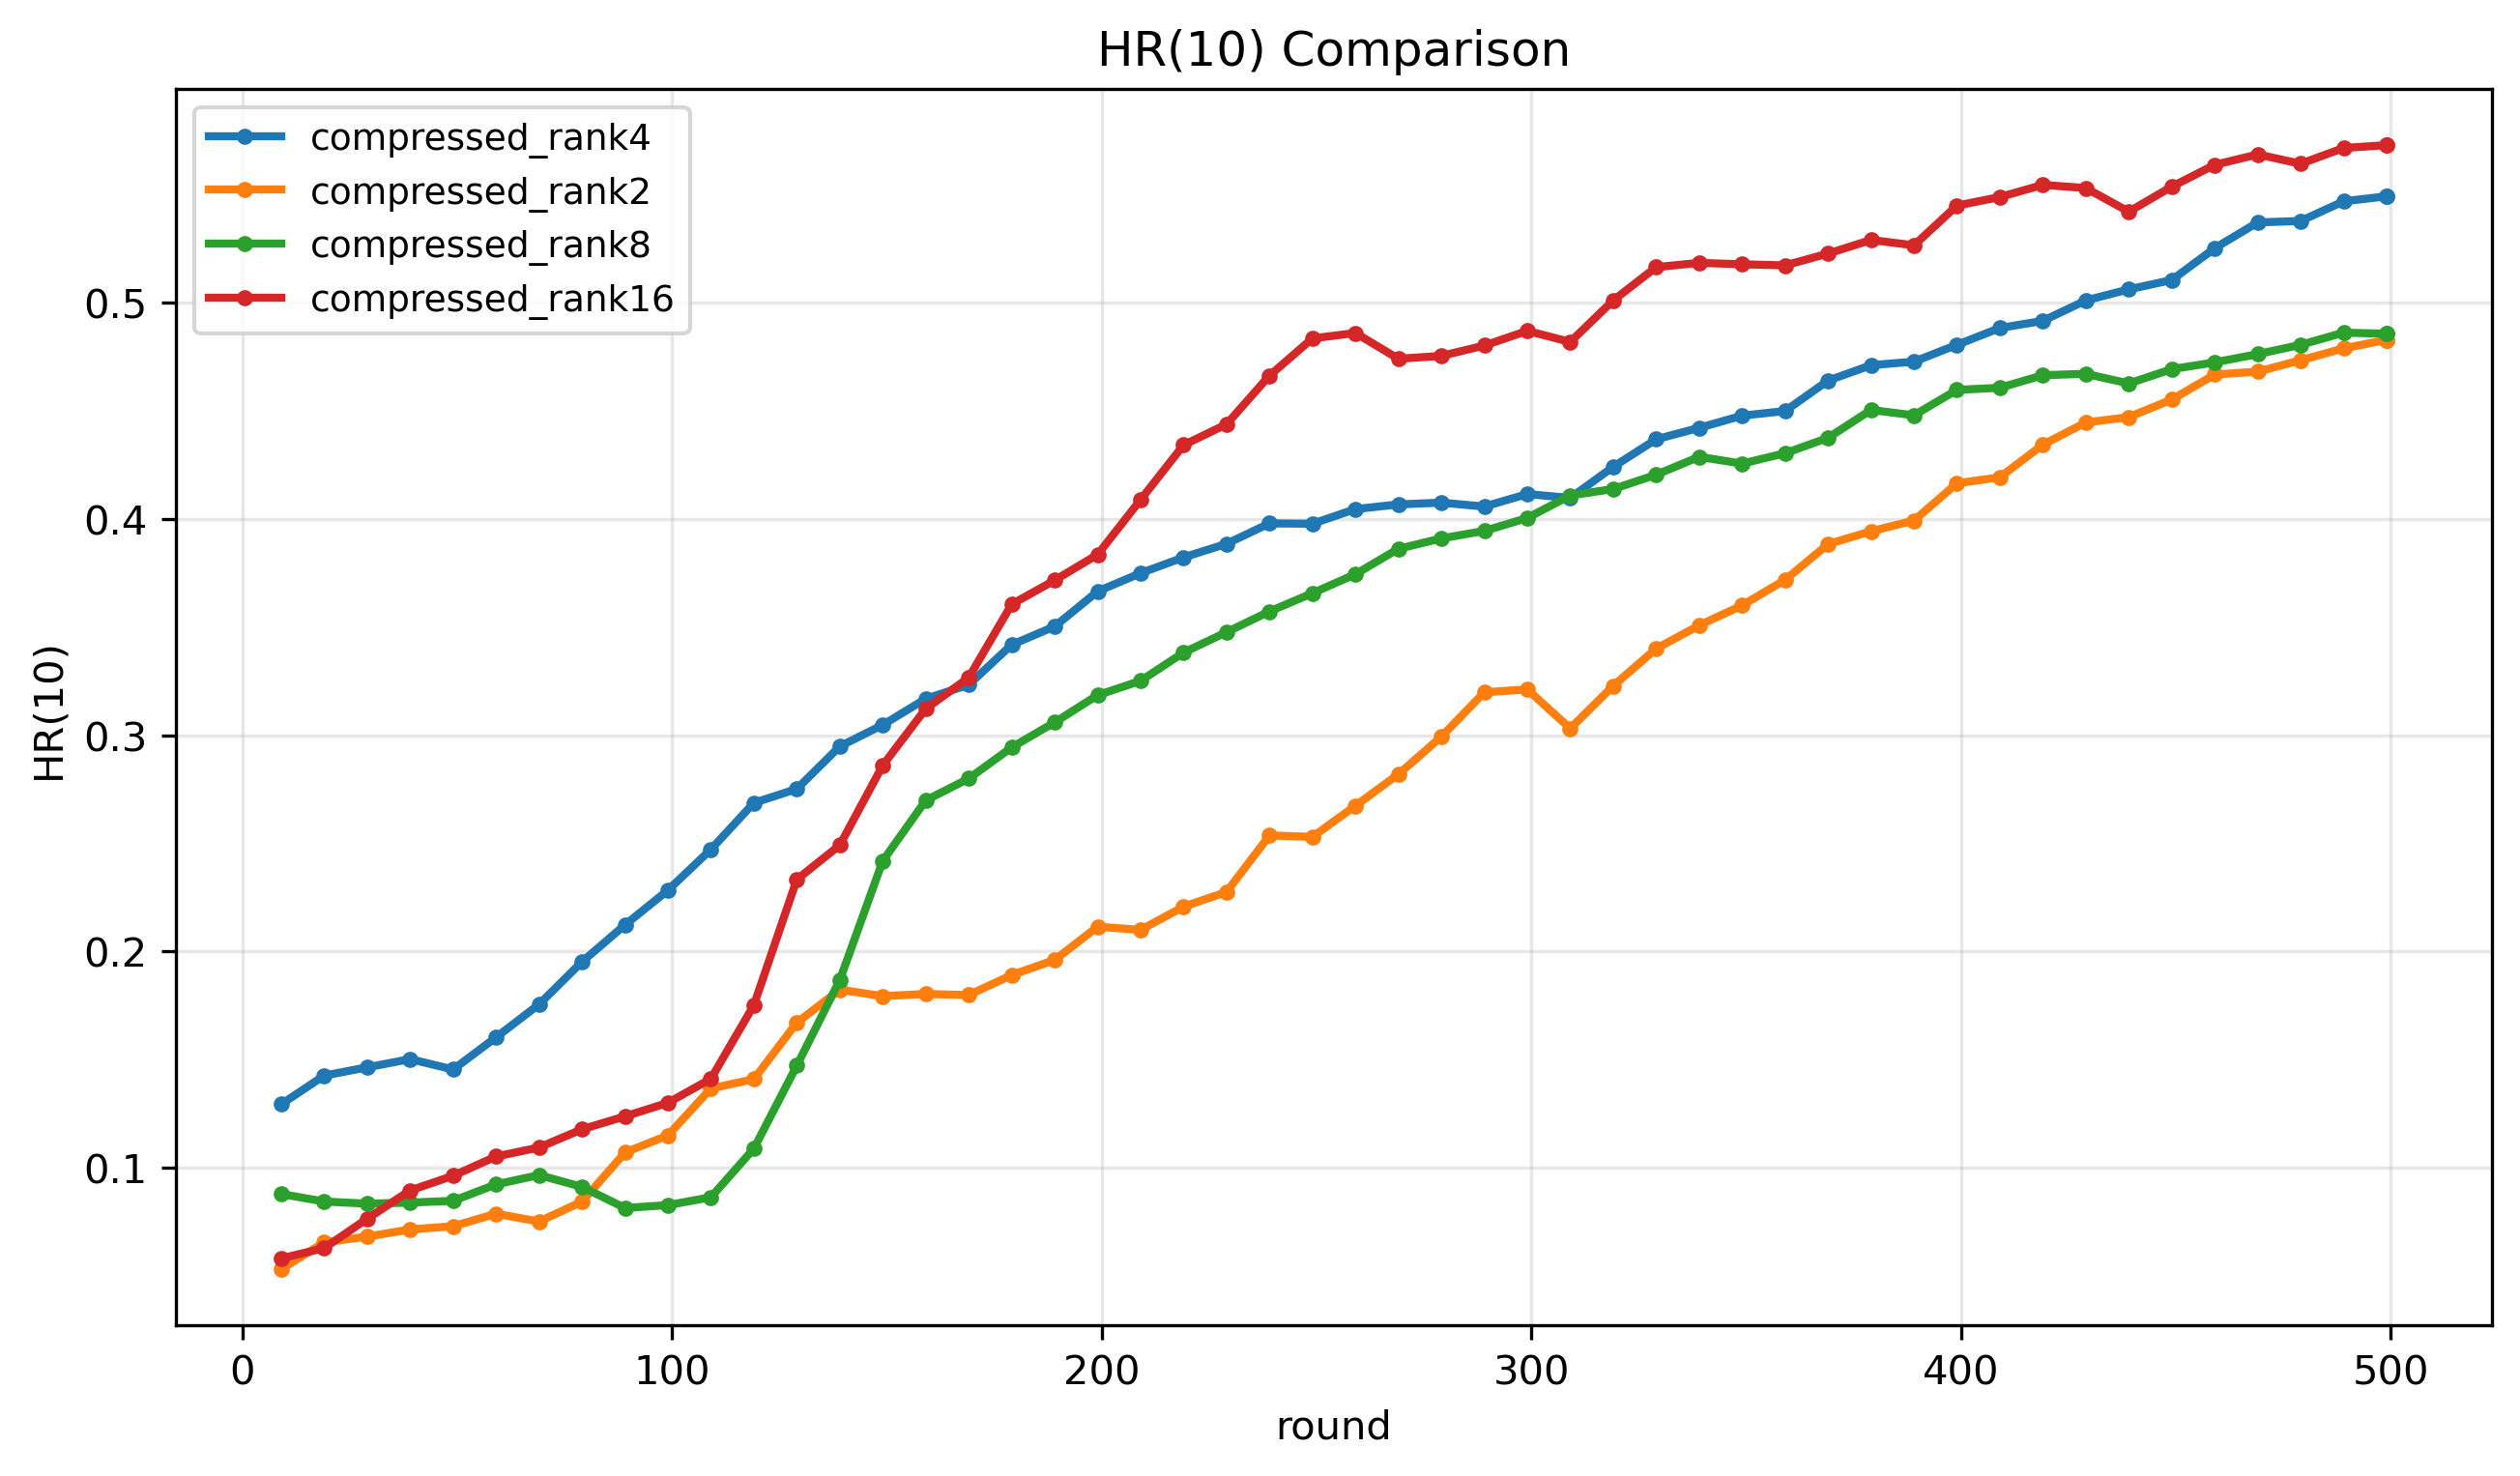 HR(10) Comparison
compressed_rank4
compressed_rank2
compressed_rank8
compressed_rank16
HR(10)
0.5
0.4
0.3
0.2
0.1
0 100 200 300 400 500
round